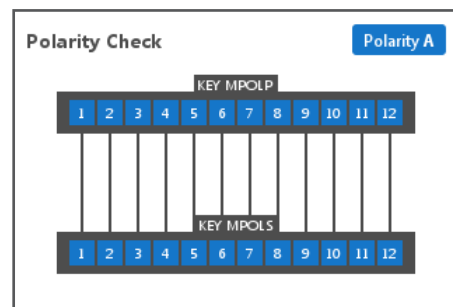 Polarity Check
Polarity A
KEY MPOLP
1 2 3 4 5 6 7 8 9 10 11 12
KEY MPOLS
1 2 3 4 5 6 7 8 9 10 11 12